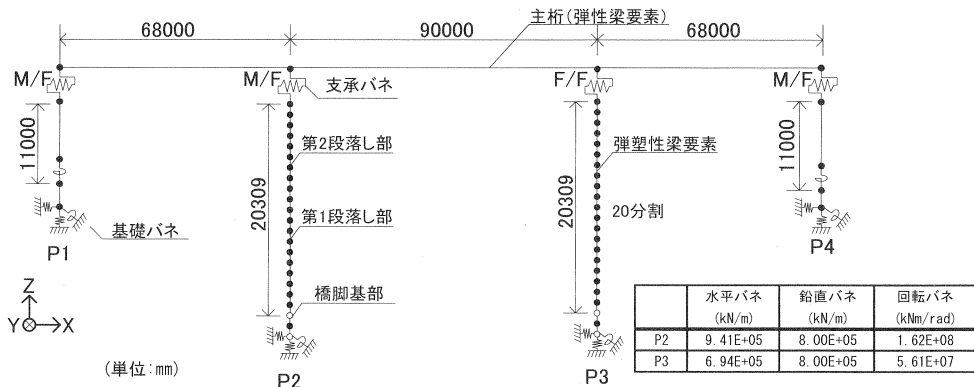 主桁(弾性梁要素)
68000
90000
68000
M/F
M/F
F/F
M/F
支承バネ
11000
20309
第2段落し部
第1段落し部
橋脚基部
20309
弾塑性梁要素
20分割
11000
基礎バネ
P1
P2
P3
P4
Z
Y
X
(単位:mm)
水平バネ 鉛直バネ 回転バネ
(kN/m) (kN/m) (kNm/rad)
P2 9.41E+05 8.00E+05 1.62E+08
P3 6.94E+05 8.00E+05 5.61E+07